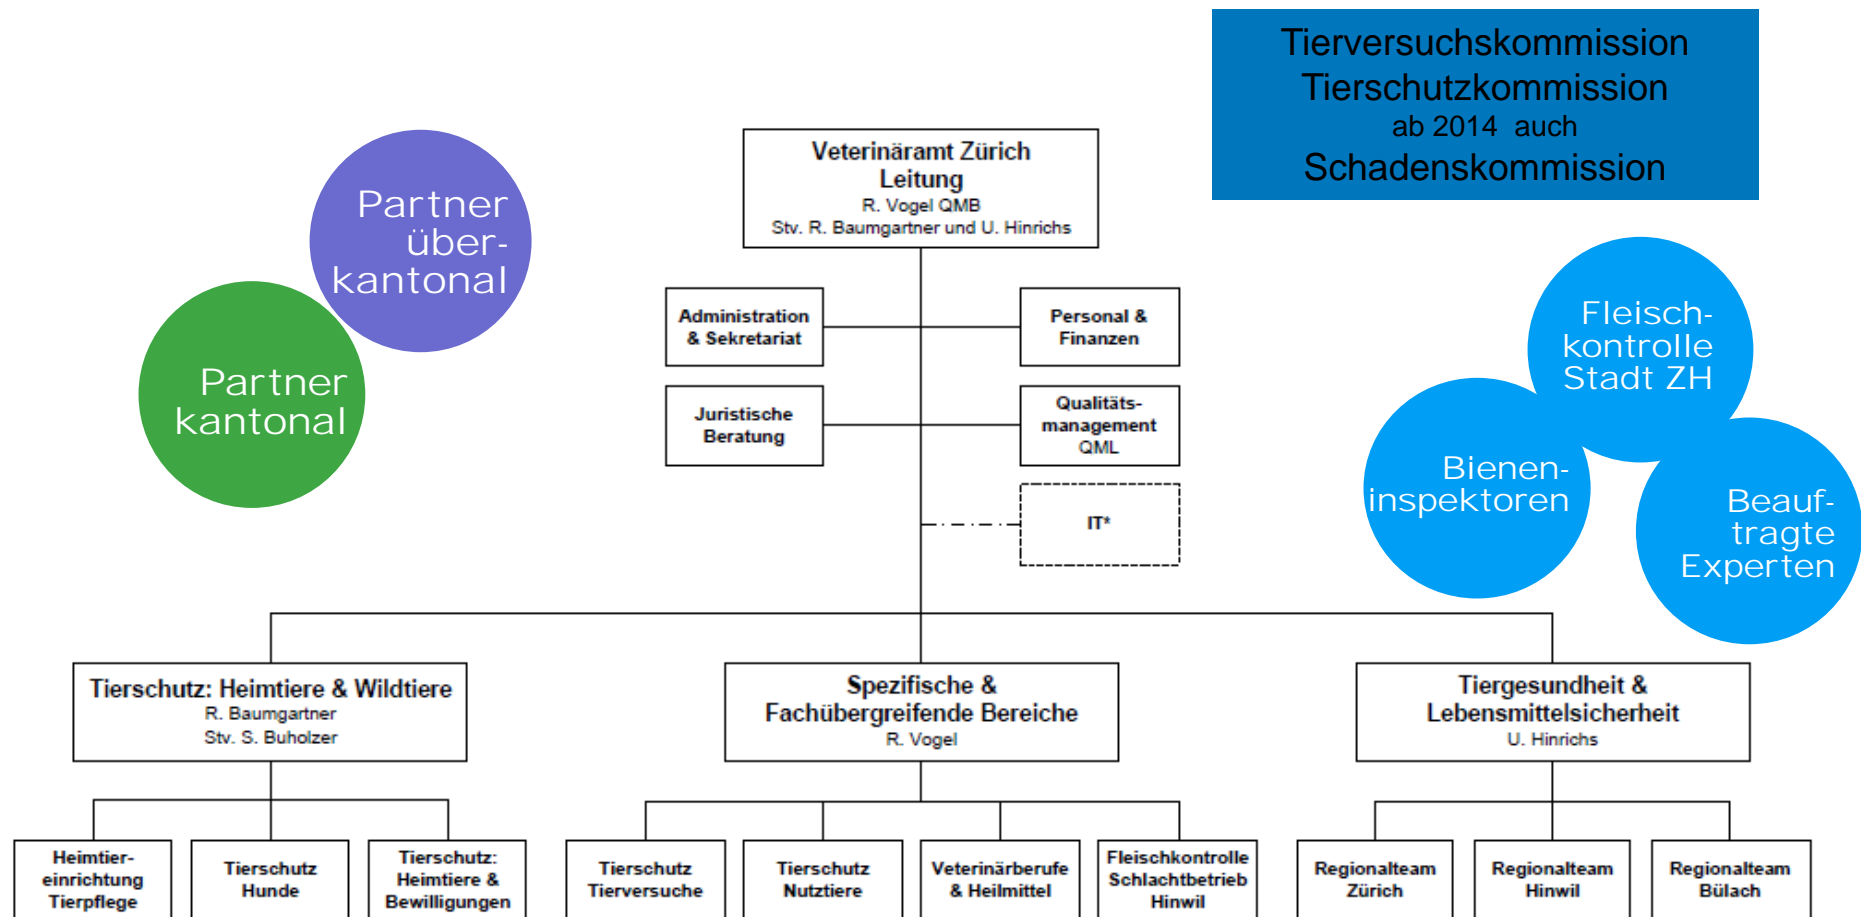 Tierversuchskommission
Tierschutzkommission
ab 2014 auch
Schadenskommission
Veterinäramt Zürich
Leitung
R. Vogel QMB
Stv. R. Baumgartner und U. Hinrichs
Partner
über-
kantonal
Partner
kantonal
Administration
& Sekretariat
Personal &
Finanzen
Juristische
Beratung
Qualitäts-
management
QML
IT*
Fleisch-
kontrolle
Stadt ZH
Bienen-
inspektoren
Beauf-
tragte
Experten
Tierschutz: Heimtiere & Wildtiere
R. Baumgartner
Stv. S. Buholzer
Spezifische &
Fachübergreifende Bereiche
R. Vogel
Tiergesundheit &
Lebensmittelsicherheit
U. Hinrichs
Heimtier-
einrichtung
Tierpflege
Tierschutz
Hunde
Tierschutz:
Heimtiere &
Bewilligungen
Tierschutz
Tierversuche
Tierschutz
Nutztiere
Veterinärberufe
& Heilmittel
Fleischkontrolle
Schlachtbetrieb
Hinwil
Regionalteam
Zürich
Regionalteam
Hinwil
Regionalteam
Bülach